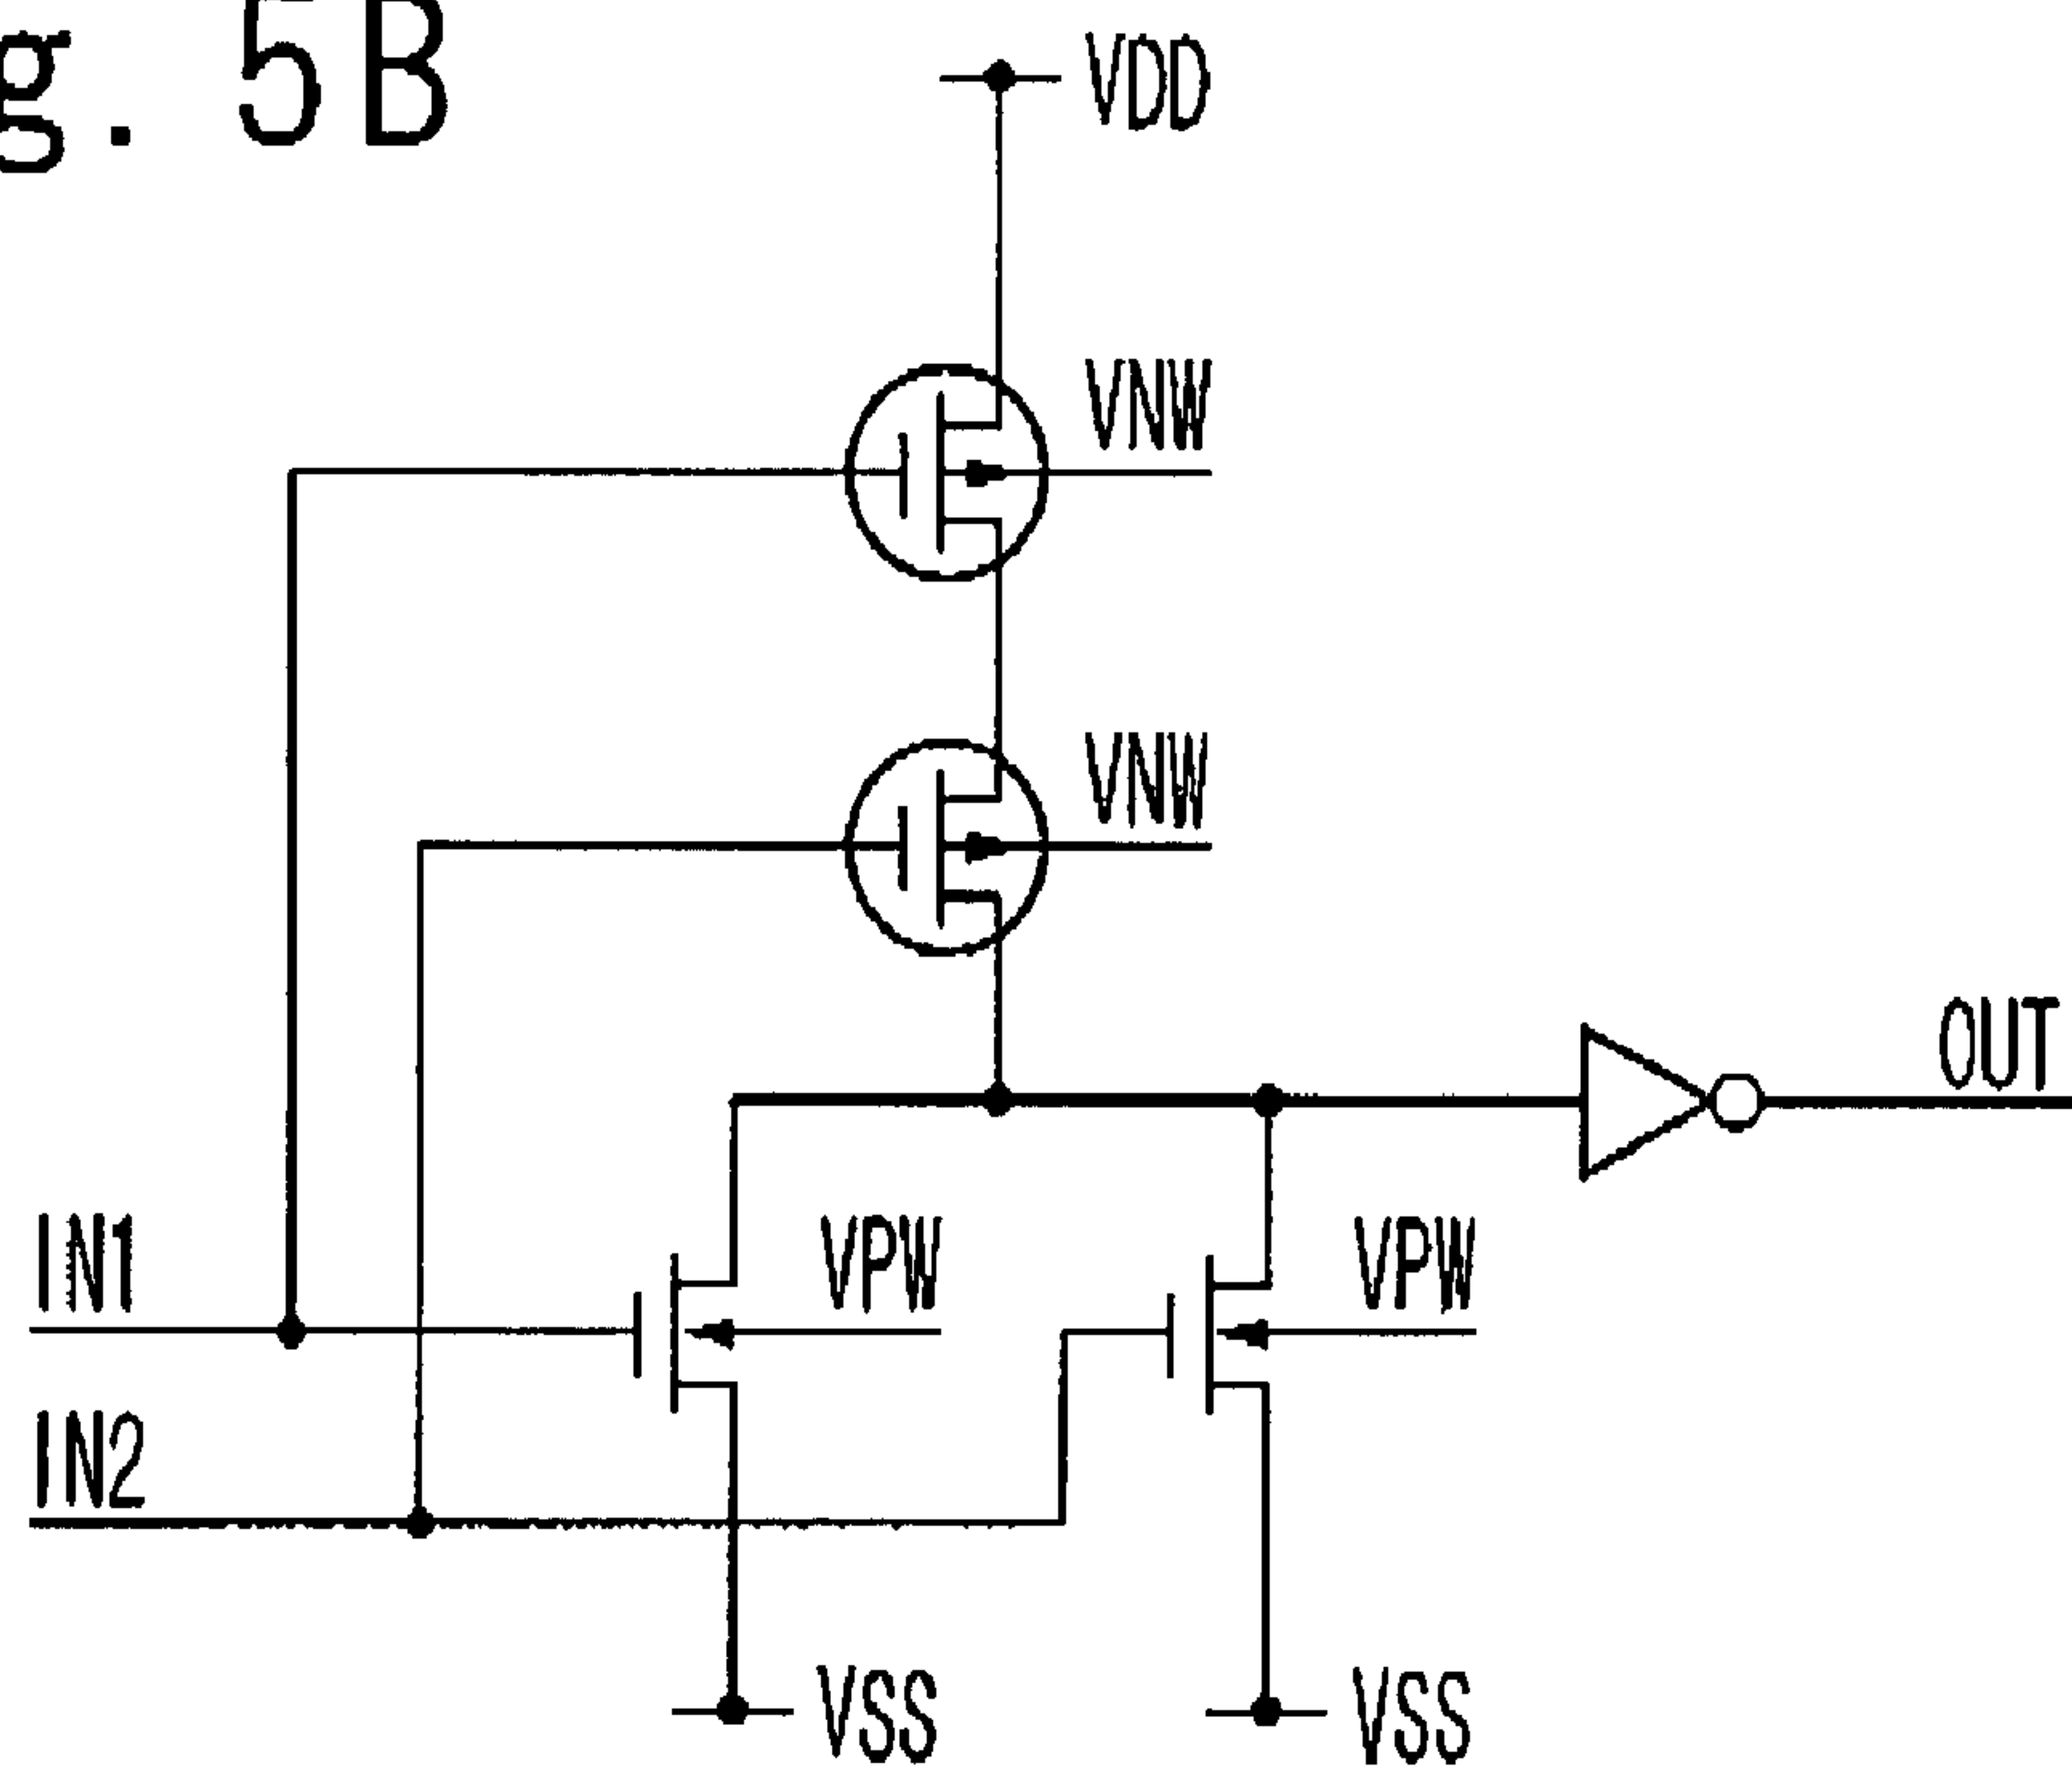 g. 5B
VDD
VNW
VNW
OUT
IN1
VPW
VPW
IN2
VSS
VSS